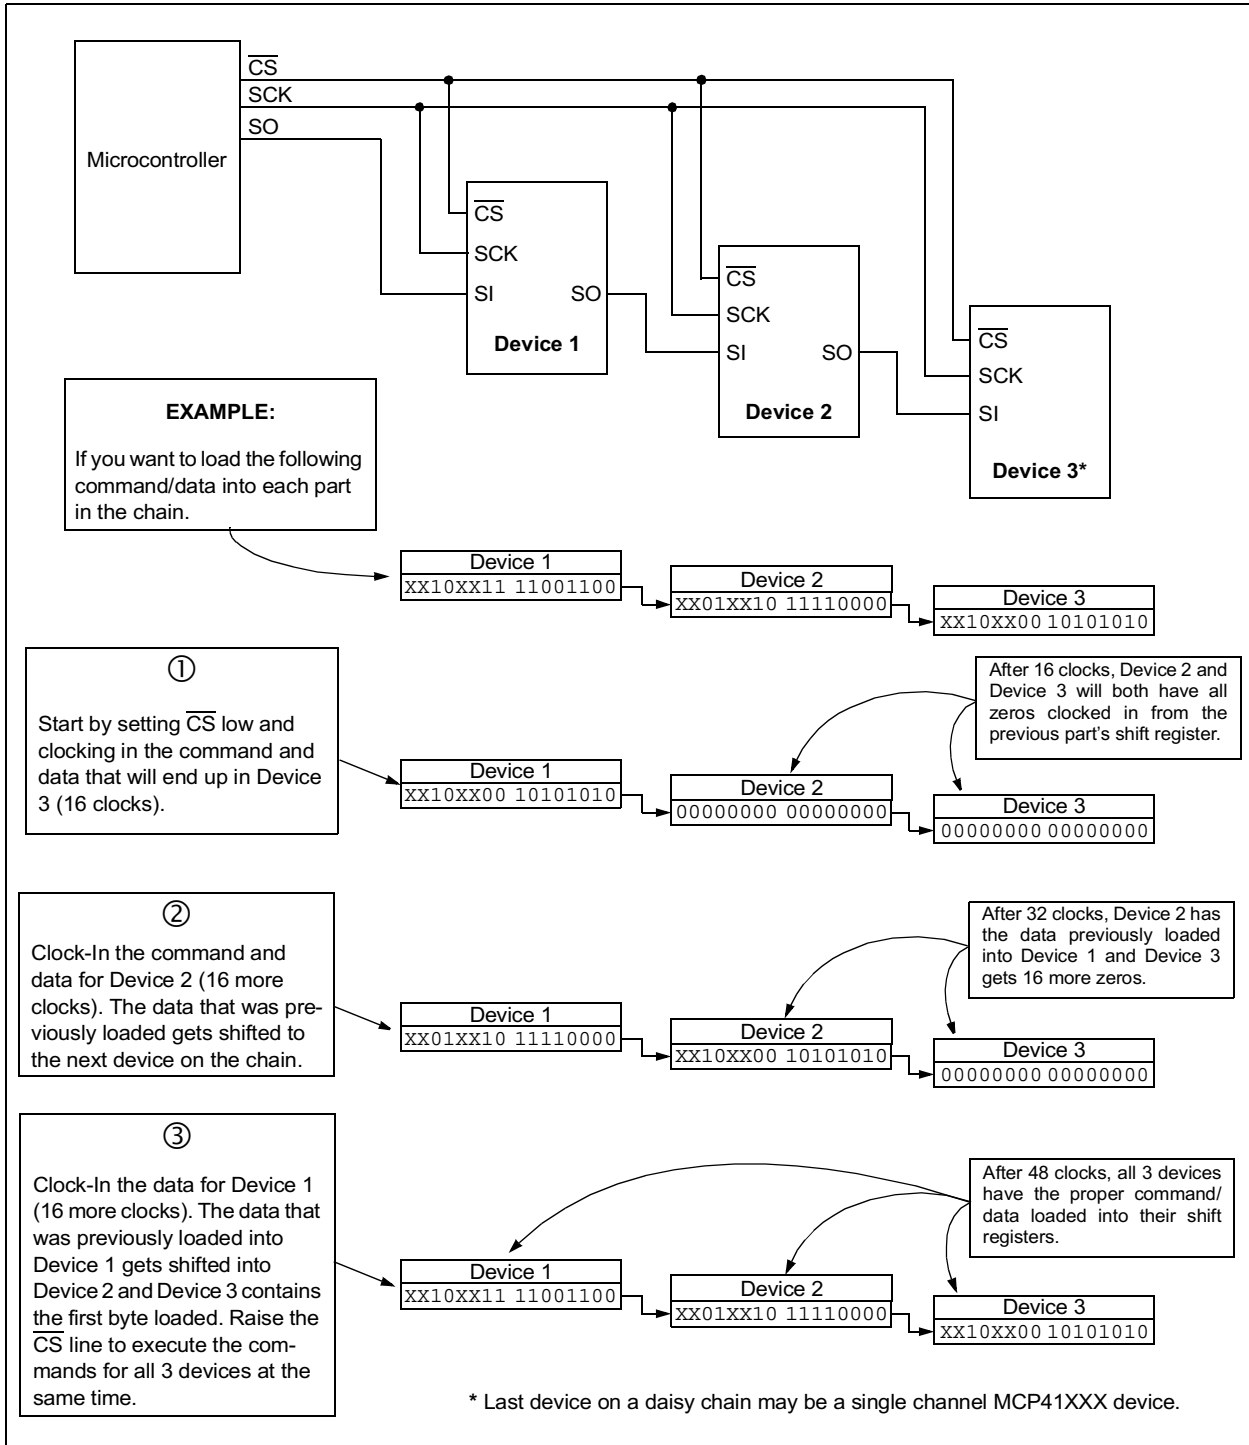 CS
SCK
SO
Microcontroller
CS
SCK
SI
SO
Device 1
CS
SCK
SI
SO
Device 2
CS
SCK
SI
Device 3*
EXAMPLE:
If you want to load the following
command/data into each part
in the chain.
Device 1
XX10XX11 11001100
Device 2
XX01XX10 11110000
Device 3
XX10XX00 10101010
①
Start by setting CS low and
clocking in the command and
data that will end up in Device
3 (16 clocks).
After 16 clocks, Device 2 and
Device 3 will both have all
zeros clocked in from the
previous part's shift register.
Device 1
XX10XX00 10101010
Device 2
00000000 00000000
Device 3
00000000 00000000
②
Clock-In the command and
data for Device 2 (16 more
clocks). The data that was pre-
viously loaded gets shifted to
the next device on the chain.
After 32 clocks, Device 2 has
the data previously loaded
into Device 1 and Device 3
gets 16 more zeros.
Device 1
XX01XX10 11110000
Device 2
XX10XX00 10101010
Device 3
00000000 00000000
③
Clock-In the data for Device 1
(16 more clocks). The data that
was previously loaded into
Device 1 gets shifted into
Device 2 and Device 3 contains
the first byte loaded. Raise the
CS line to execute the com-
mands for all 3 devices at the
same time.
After 48 clocks, all 3 devices
have the proper command/
data loaded into their shift
registers.
Device 1
XX10XX11 11001100
Device 2
XX01XX10 11110000
Device 3
XX10XX00 10101010
* Last device on a daisy chain may be a single channel MCP41XXX device.